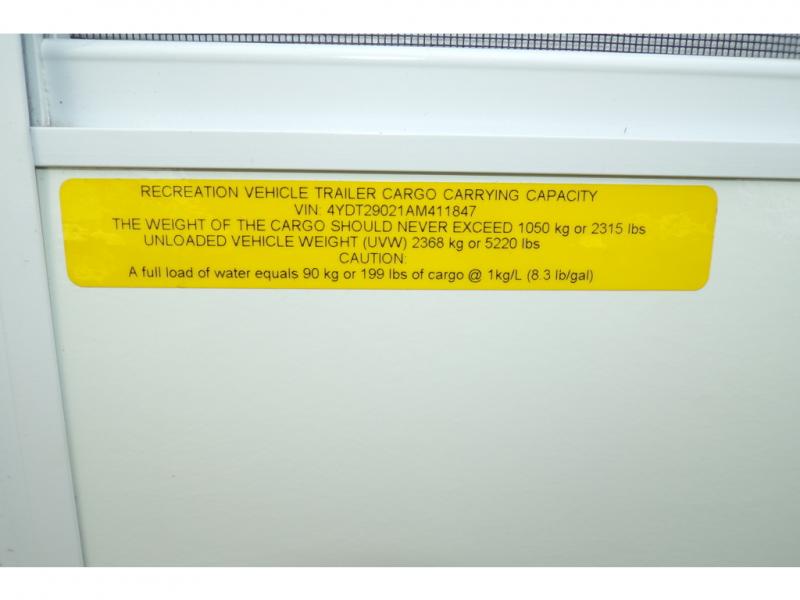 RECREATION VEHICLE TRAILER CARGO CARRYING CAPACITY
VIN: 4YDT29021AM411847
THE WEIGHT OF THE CARGO SHOULD NEVER EXCEED 1050 kg or 2315 lbs
UNLOADED VEHICLE WEIGHT (UVW) 2368 kg or 5220 lbs
CAUTION:
A full load of water equals 90 kg or 199 lbs of cargo @ 1kg/L (8.3 lb/gal)